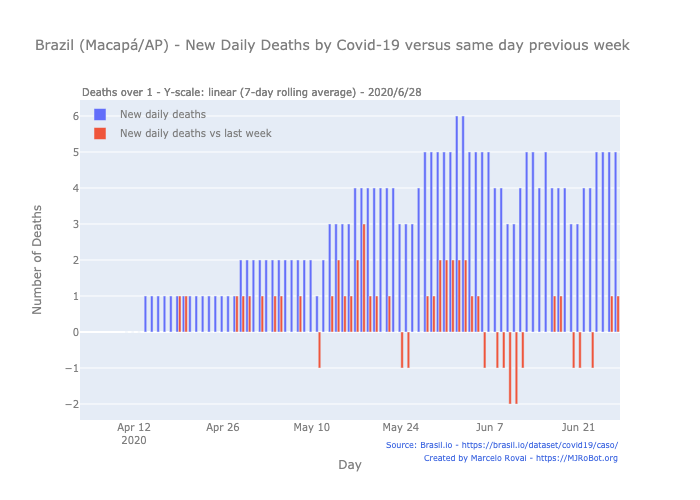 Brazil (Macapá/AP) - New Daily Deaths by Covid-19 versus same day previous week
Deaths over 1 - Y-scale: linear (7-day rolling average) - 2020/6/28
New daily deaths
New daily deaths vs last week
6
5
4
3
2
1
0
−1
−2
Number of Deaths
Apr 12 Apr 26 May 10 May 24 Jun 7 Jun 21
2020
Day
Source: Brasil.io - https://brasil.io/dataset/covid19/caso/
Created by Marcelo Rovai - https://MJRoBot.org